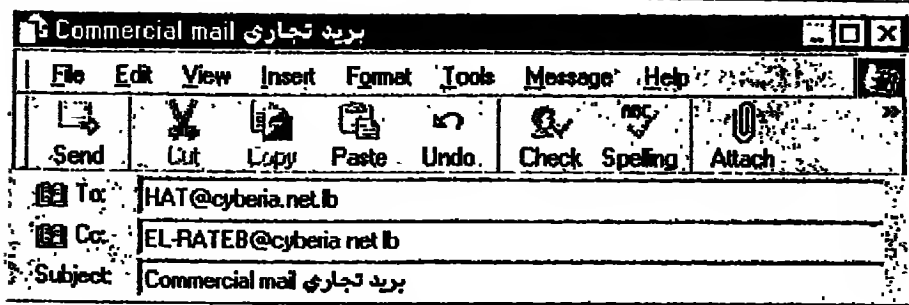 Commercial mail بريد تجاري
File Edit View Insert Format Tools Message Help
Send Cut Copy Paste Undo Check Spelling Attach
To: HAT@cyberia.net.lb
Cc: EL-RATEB@cyberia net lb
Subject: Commercial mail بريد تجاري